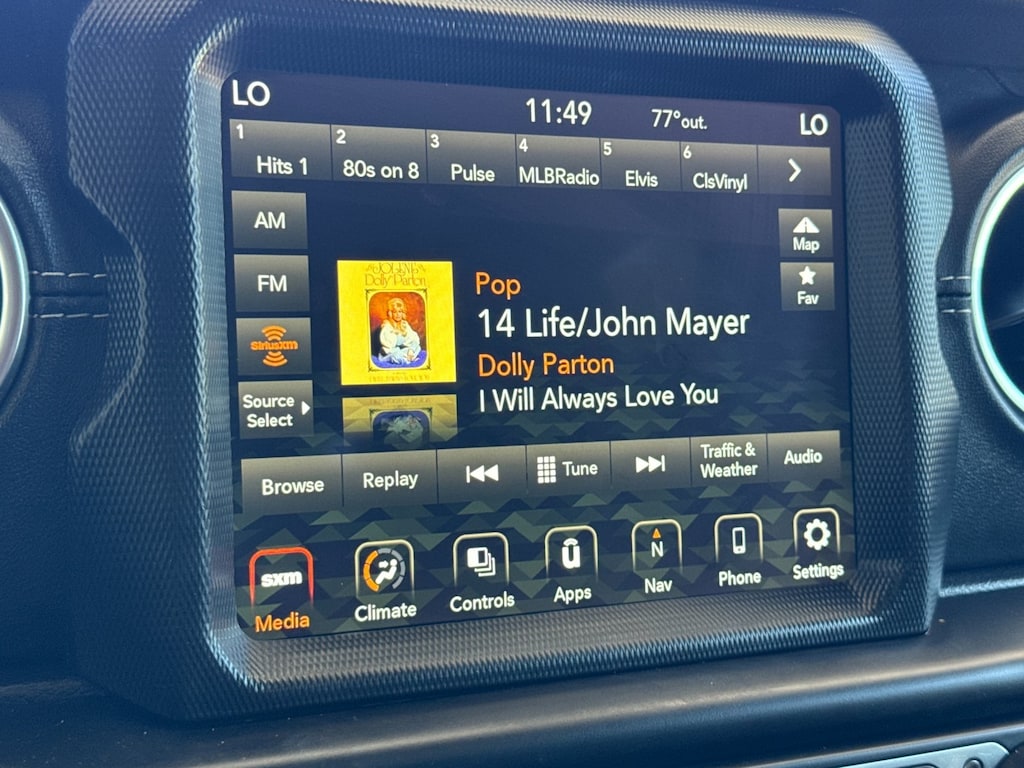 LO
11:49
77°out.
LO
1
Hits 1
2
80s on 8
3
Pulse
4
MLBRadio
5
Elvis
6
ClsVinyl
AM
FM
SiriusXM
Source
Select
Map
Fav
JOLENE
Dolly Parton
Pop
14 Life/John Mayer
Dolly Parton
I Will Always Love You
Browse
Replay
Tune
Traffic &
Weather
Audio
sxm
Media
Climate
Controls
u
Apps
N
Nav
Phone
Settings